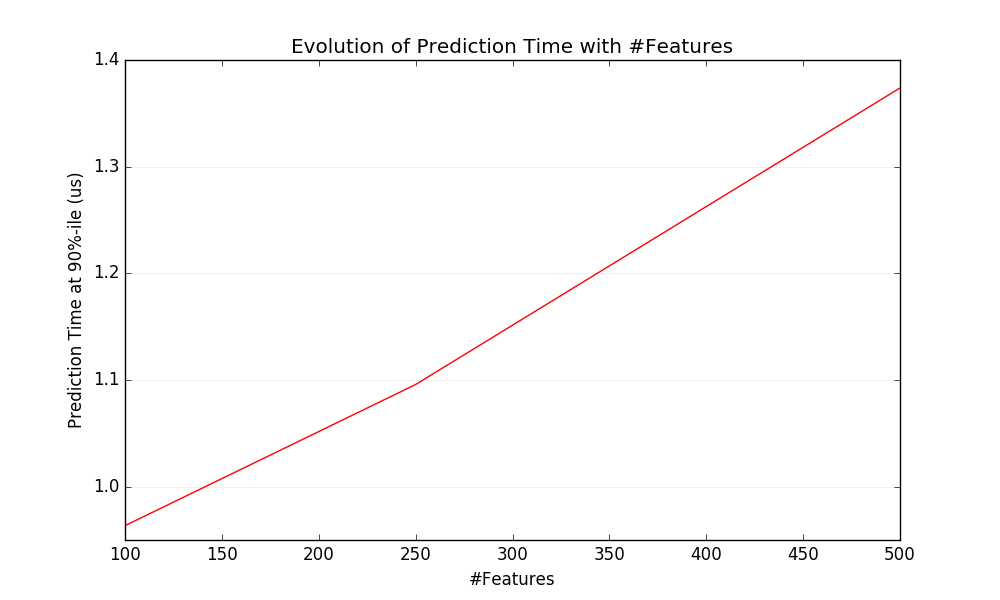 Evolution of Prediction Time with #Features
1.4
1.3
1.2
1.1
1.0
Prediction Time at 90%-ile (us)
100 150 200 250 300 350 400 450 500
#Features